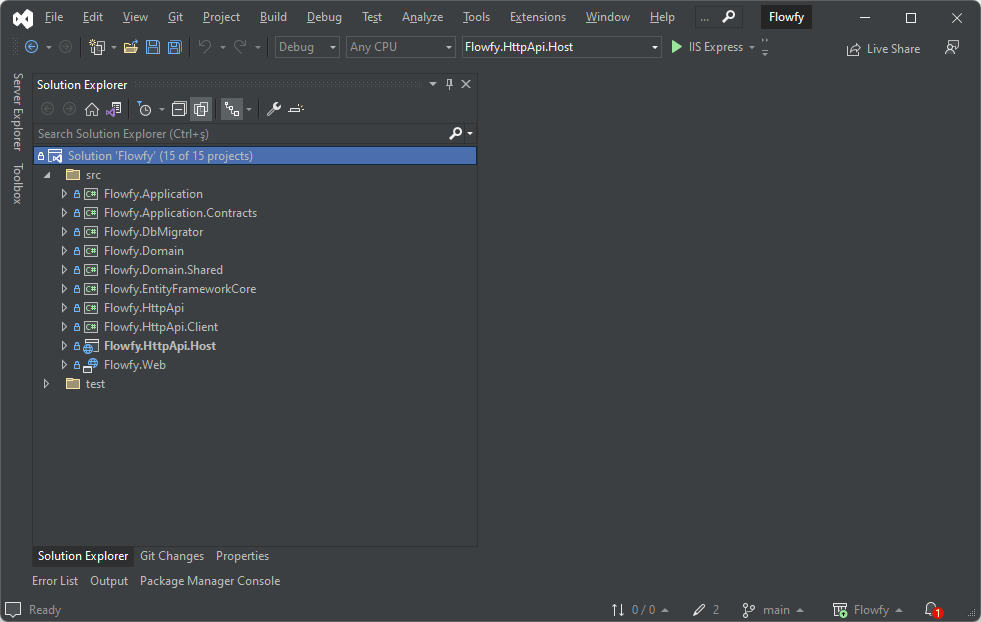 File Edit View Git Project Build Debug Test Analyze Tools Extensions Window Help ... Flowfy
Debug Any CPU Flowfy.HttpApi.Host IIS Express Live Share
Server Explorer
Toolbox
Solution Explorer
Search Solution Explorer (Ctrl+ş)
Solution 'Flowfy' (15 of 15 projects)
src
C# Flowfy.Application
C# Flowfy.Application.Contracts
C# Flowfy.DbMigrator
C# Flowfy.Domain
C# Flowfy.Domain.Shared
C# Flowfy.EntityFrameworkCore
C# Flowfy.HttpApi
C# Flowfy.HttpApi.Client
Flowfy.HttpApi.Host
Flowfy.Web
test
Solution Explorer Git Changes Properties
Error List Output Package Manager Console
Ready 0 / 0 2 main Flowfy 1